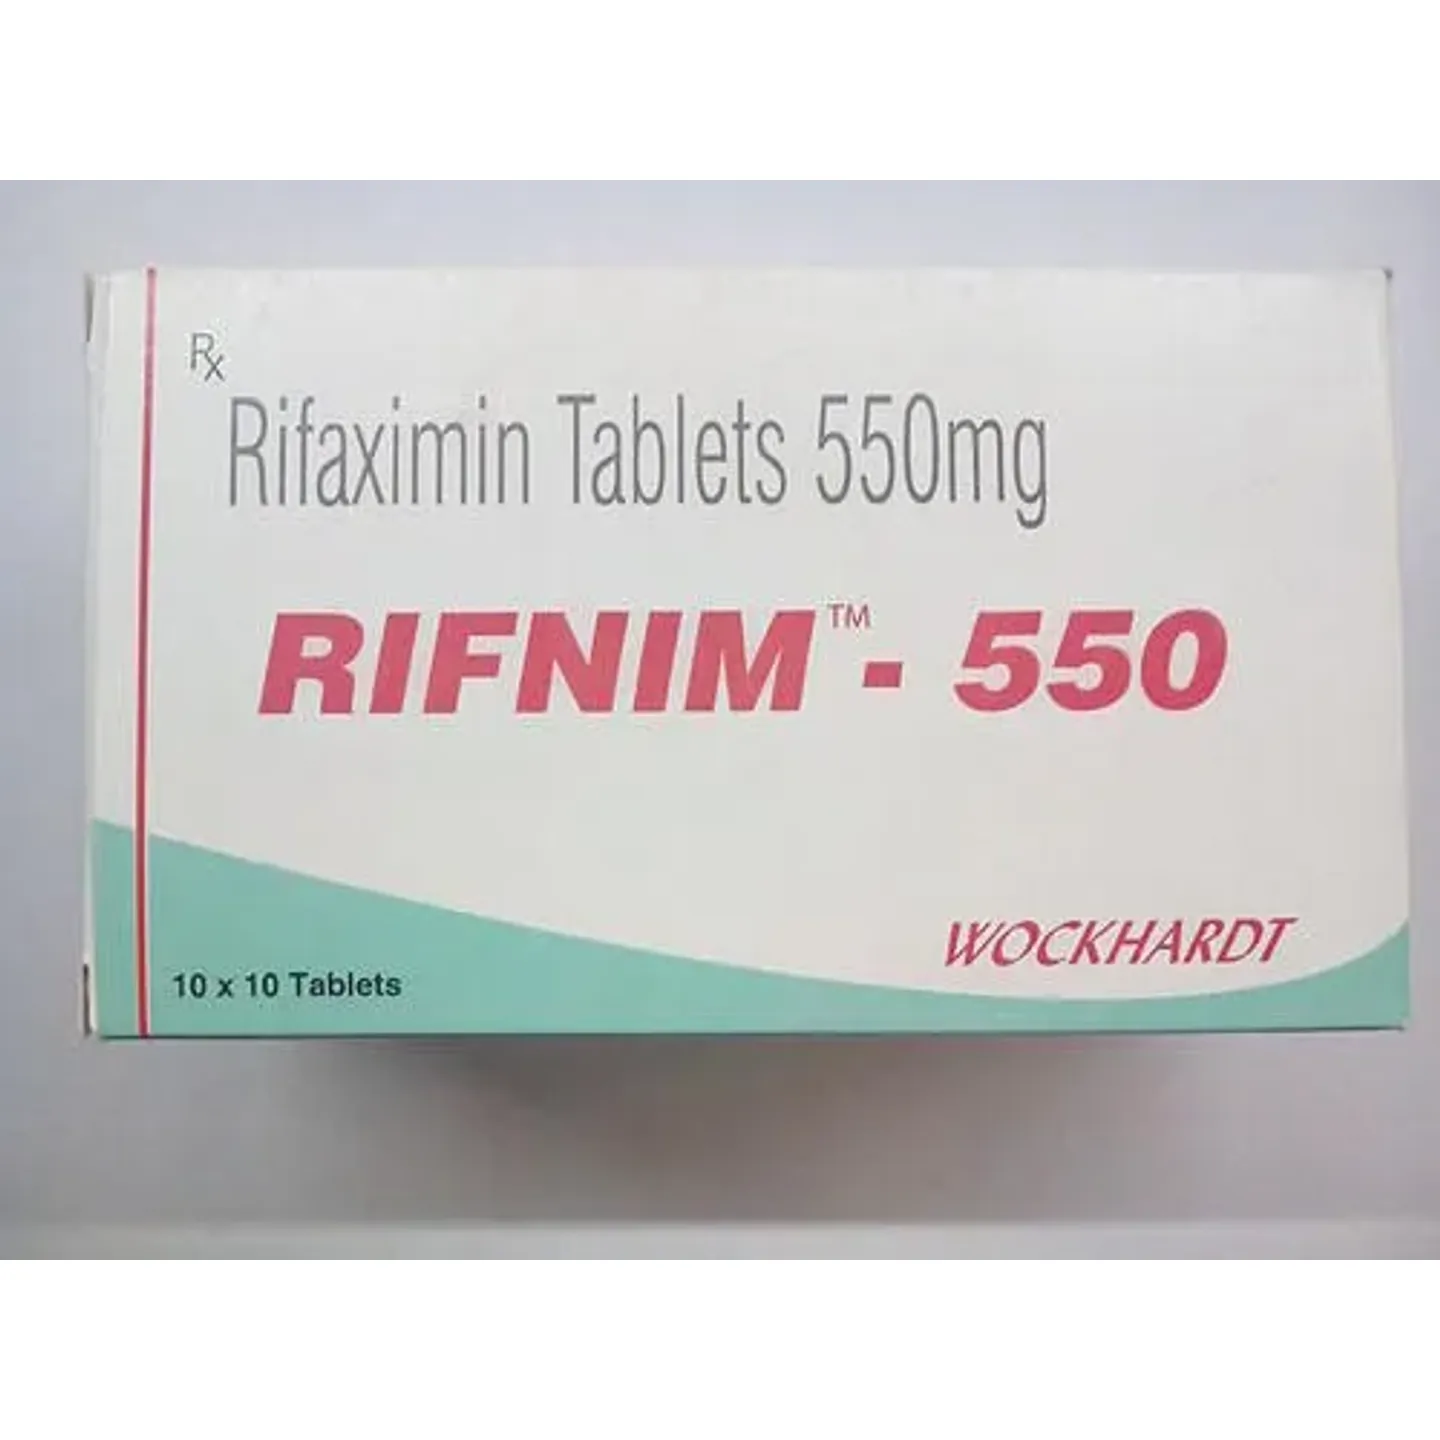 Rx
Rifaximin Tablets 550mg
RIFNIM™ - 550
WOCKHARDT
10 x 10 Tablets